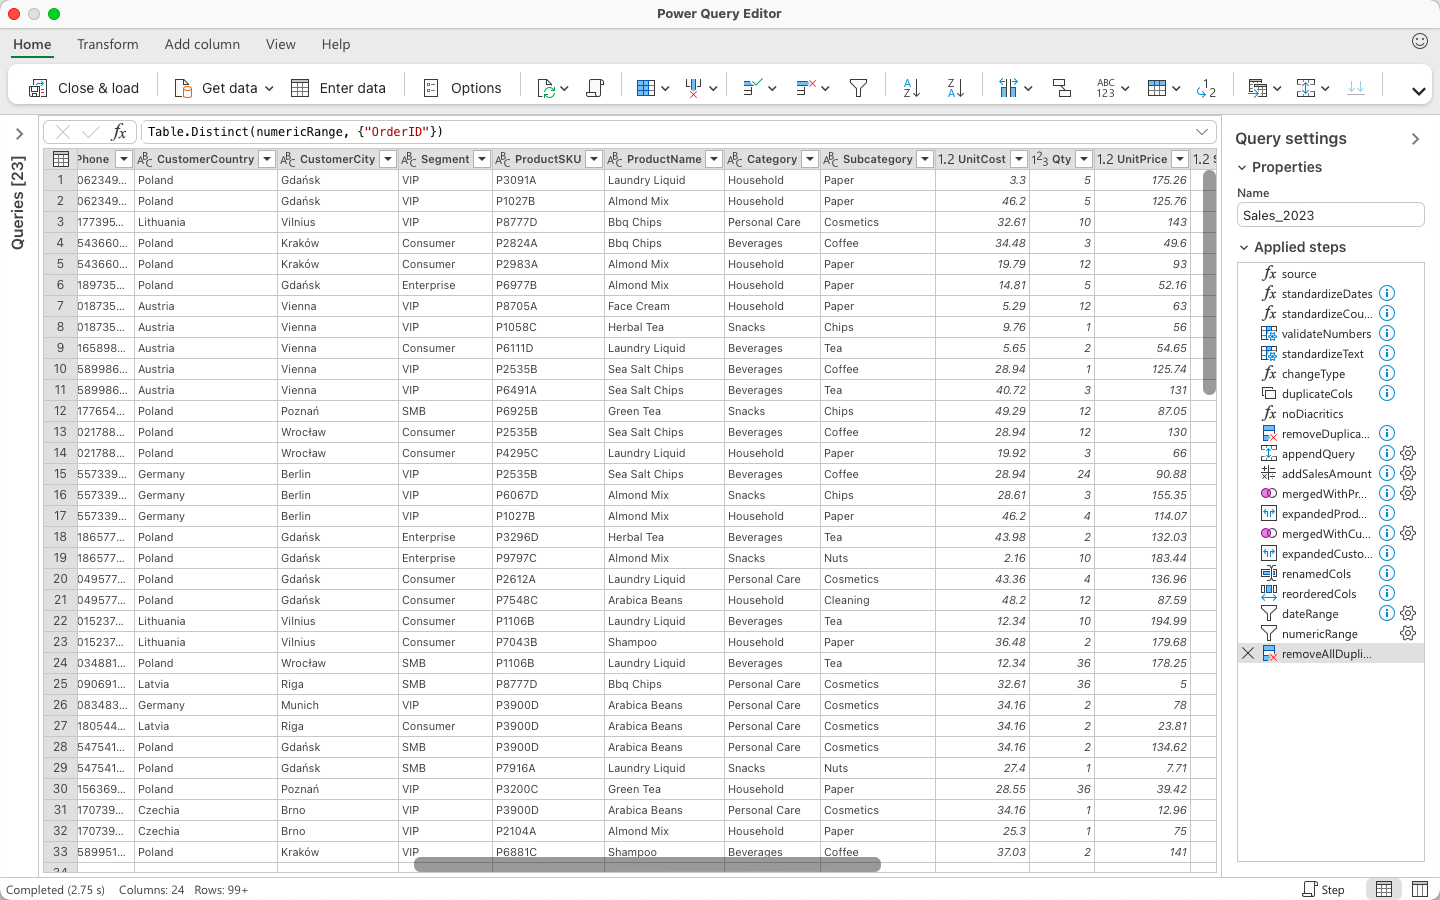 Power Query Editor
Home Transform Add column View Help
Close & load Get data Enter data Options
fx Table.Distinct(numericRange, {"OrderID"})
Queries [23]
Phone CustomerCountry CustomerCity Segment ProductSKU ProductName Category Subcategory 1.2 UnitCost 123 Qty 1.2 UnitPrice 1.2
1 062349... Poland Gdańsk VIP P3091A Laundry Liquid Household Paper 3.3 5 175.26
2 062349... Poland Gdańsk VIP P1027B Almond Mix Household Paper 46.2 5 125.76
3 177395... Lithuania Vilnius VIP P8777D Bbq Chips Personal Care Cosmetics 32.61 10 143
4 543660... Poland Kraków Consumer P2824A Bbq Chips Beverages Coffee 34.48 3 49.6
5 543660... Poland Kraków Consumer P2983A Almond Mix Household Paper 19.79 12 93
6 189735... Poland Gdańsk Enterprise P6977B Almond Mix Household Paper 14.81 5 52.16
7 018735... Austria Vienna VIP P8705A Face Cream Household Paper 5.29 12 63
8 018735... Austria Vienna VIP P1058C Herbal Tea Snacks Chips 9.76 1 56
9 165898... Austria Vienna Consumer P6111D Laundry Liquid Beverages Tea 5.65 2 54.65
10 589986... Austria Vienna VIP P2535B Sea Salt Chips Beverages Coffee 28.94 1 125.74
11 589986... Austria Vienna VIP P6491A Sea Salt Chips Beverages Tea 40.72 3 131
12 177654... Poland Poznań SMB P6925B Green Tea Snacks Chips 49.29 12 87.05
13 021788... Poland Wrocław Consumer P2535B Sea Salt Chips Beverages Coffee 28.94 12 130
14 021788... Poland Wrocław Consumer P4295C Laundry Liquid Household Paper 19.92 3 66
15 557339... Germany Berlin VIP P2535B Sea Salt Chips Beverages Coffee 28.94 24 90.88
16 557339... Germany Berlin VIP P6067D Almond Mix Snacks Chips 28.61 3 155.35
17 557339... Germany Berlin VIP P1027B Almond Mix Household Paper 46.2 4 114.07
18 186577... Poland Gdańsk Enterprise P3296D Herbal Tea Beverages Tea 43.98 2 132.03
19 186577... Poland Gdańsk Enterprise P9797C Almond Mix Snacks Nuts 2.16 10 183.44
20 049577... Poland Gdańsk Consumer P2612A Laundry Liquid Personal Care Cosmetics 43.36 4 136.96
21 049577... Poland Gdańsk Consumer P7548C Arabica Beans Household Cleaning 48.2 12 87.59
22 015237... Lithuania Vilnius Consumer P1106B Laundry Liquid Beverages Tea 12.34 10 194.99
23 015237... Lithuania Vilnius Consumer P7043B Shampoo Household Paper 36.48 2 179.68
24 034881... Poland Wrocław SMB P1106B Laundry Liquid Beverages Tea 12.34 36 178.25
25 090691... Latvia Riga SMB P8777D Bbq Chips Personal Care Cosmetics 32.61 36 5
26 083483... Germany Munich VIP P3900D Arabica Beans Personal Care Cosmetics 34.16 2 78
27 180544... Latvia Riga Consumer P3900D Arabica Beans Personal Care Cosmetics 34.16 2 23.81
28 547541... Poland Gdańsk SMB P3900D Arabica Beans Personal Care Cosmetics 34.16 2 134.62
29 547541... Poland Gdańsk SMB P7916A Laundry Liquid Snacks Nuts 27.4 1 7.71
30 156369... Poland Poznań VIP P3200C Green Tea Household Paper 28.55 36 39.42
31 170739... Czechia Brno VIP P3900D Arabica Beans Personal Care Cosmetics 34.16 1 12.96
32 170739... Czechia Brno VIP P2104A Almond Mix Household Paper 25.3 1 75
33 589951... Poland Kraków VIP P6881C Shampoo Beverages Coffee 37.03 2 141
34
Query settings
Properties
Name
Sales_2023
Applied steps
source
standardizeDates
standardizeCou...
validateNumbers
standardizeText
changeType
duplicateCols
noDiacritics
removeDuplica...
appendQuery
addSalesAmount
mergedWithPr...
expandedProd...
mergedWithCu...
expandedCusto...
renamedCols
reorderedCols
dateRange
numericRange
removeAllDupli...
Completed (2.75 s) Columns: 24 Rows: 99+ Step